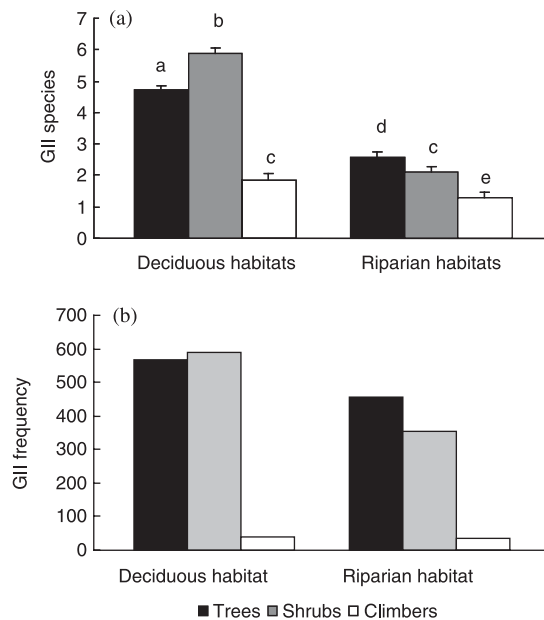 (a)
7
6
5
4
3
2
1
0
GII species
a
b
c
d
c
e
Deciduous habitats Riparian habitats
(b)
700
600
500
400
300
200
100
0
GII frequency
Deciduous habitat Riparian habitat
Trees Shrubs Climbers